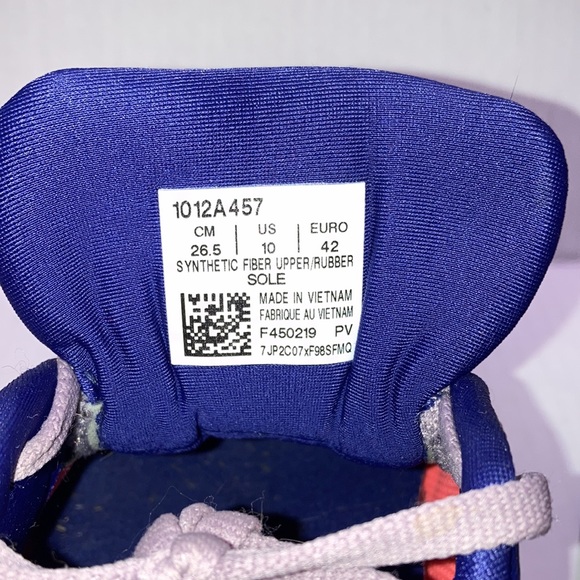 1012A457
CM | US | EURO
26.5 | 10 | 42
SYNTHETIC FIBER UPPER/RUBBER
SOLE
MADE IN VIETNAM
FABRIQUE AU VIETNAM
F450219 PV
7JP2C07xF98SFMQ